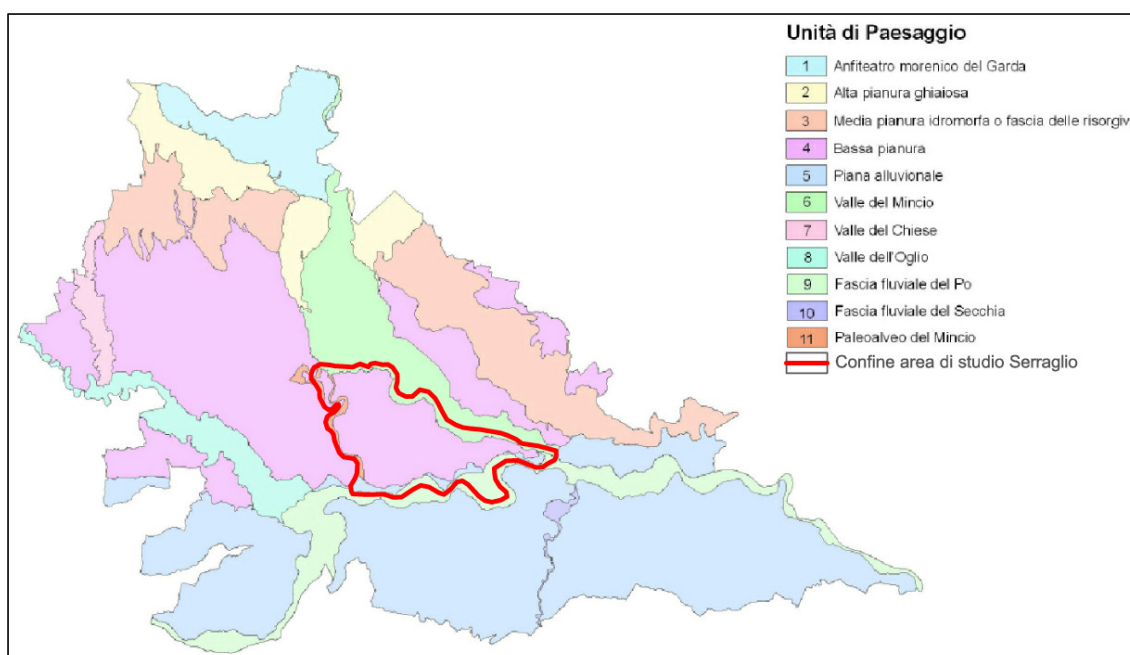 Unità di Paesaggio
1 Anfiteatro morenico del Garda
2 Alta pianura ghiaiosa
3 Media pianura idromorfa o fascia delle risorgiv
4 Bassa pianura
5 Piana alluvionale
6 Valle del Mincio
7 Valle del Chiese
8 Valle dell'Oglio
9 Fascia fluviale del Po
10 Fascia fluviale del Secchia
11 Paleoalveo del Mincio
Confine area di studio Serraglio